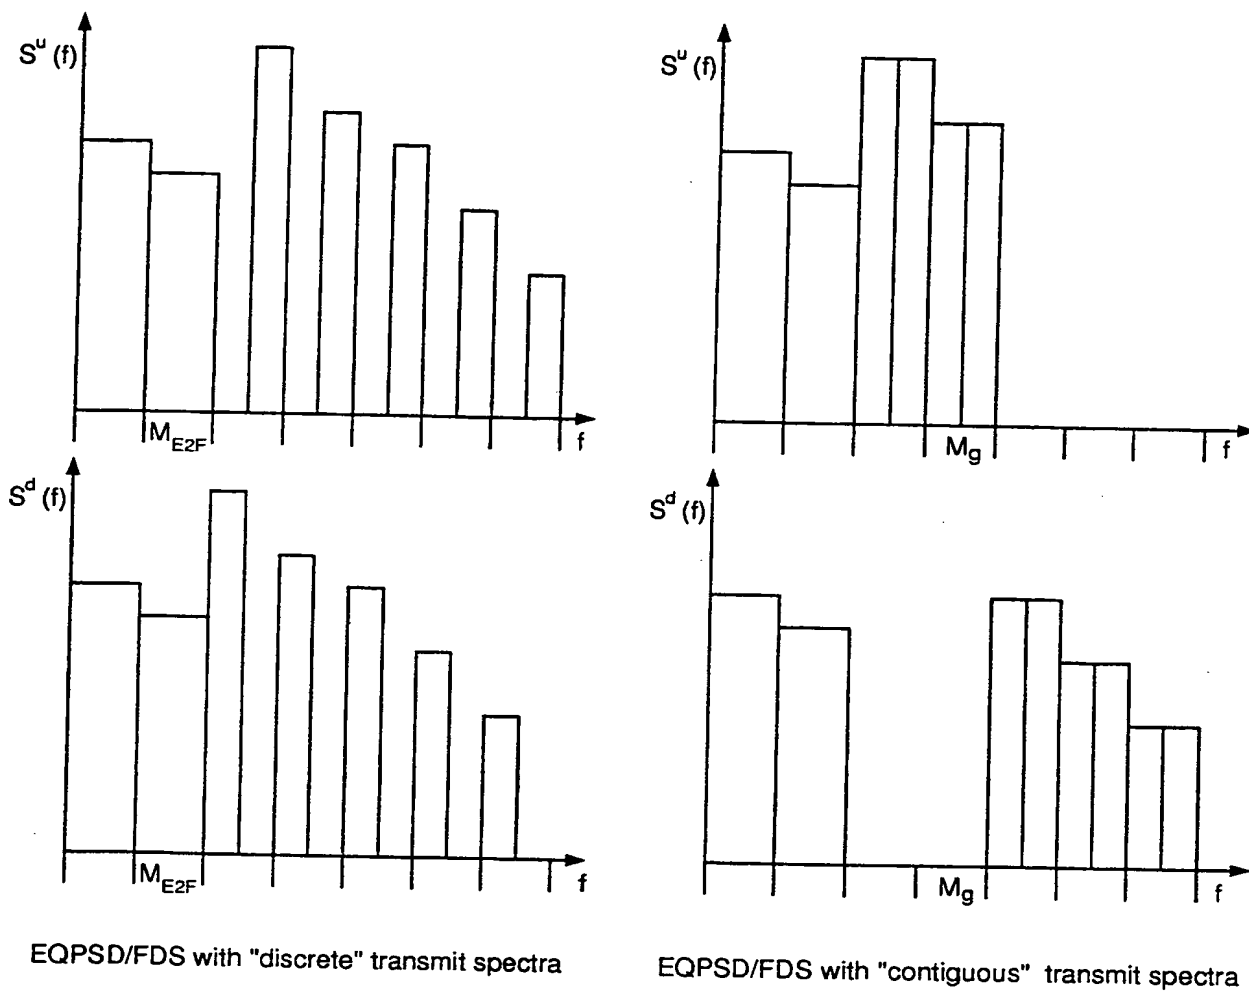 S^u (f)
M_E2F
f
S^u (f)
M_g
f
S^d (f)
M_E2F
f
S^d (f)
M_g
f
EQPSD/FDS with "discrete" transmit spectra
EQPSD/FDS with "contiguous" transmit spectra